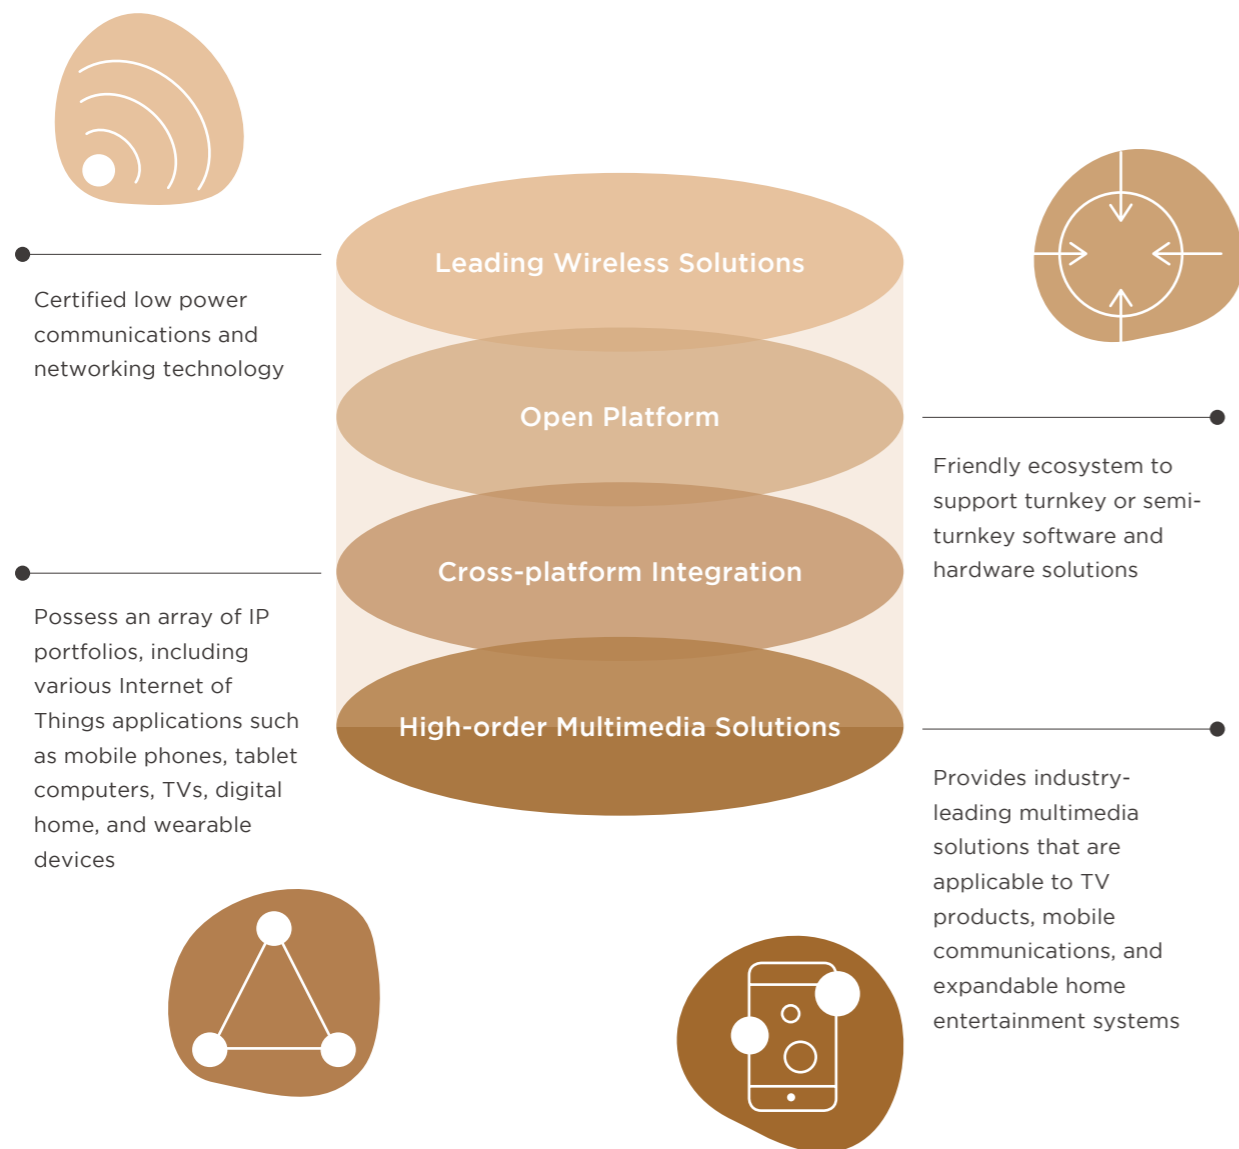 Leading Wireless Solutions
Certified low power
communications and
networking technology
Open Platform
Friendly ecosystem to
support turnkey or semi-
turnkey software and
hardware solutions
Cross-platform Integration
Possess an array of IP
portfolios, including
various Internet of
Things applications such
as mobile phones, tablet
computers, TVs, digital
home, and wearable
devices
High-order Multimedia Solutions
Provides industry-
leading multimedia
solutions that are
applicable to TV
products, mobile
communications, and
expandable home
entertainment systems